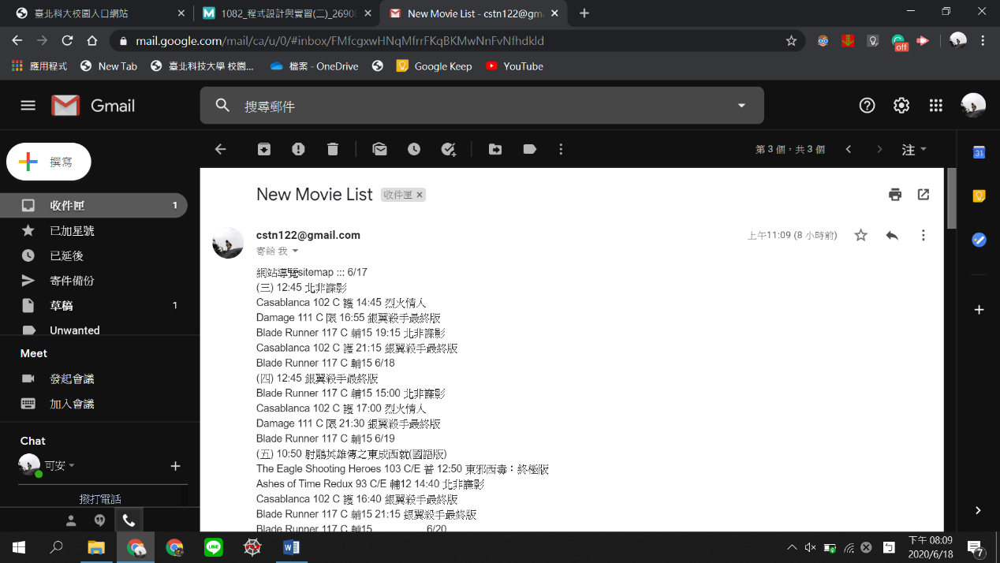 臺北科大校園入口網站
1082_程式設計與實習(二)_26908
New Movie List - cstn122@gma
mail.google.com/mail/ca/u/0/#inbox/FMfcgxwHNqMfrrFKqBKMwNnFvNfhdkld
off
應用程式
New Tab
臺北科技大學 校園...
檔案 - OneDrive
Google Keep
YouTube
Gmail
搜尋郵件
撰寫
第 3 個，共 3 個
注
31
收件匣
1
已加星號
已延後
寄件備份
草稿
1
Unwanted
Meet
發起會議
加入會議
Chat
可安
撥打電話
New Movie List
收件匣
cstn122@gmail.com
上午11:09 (8 小時前)
寄給 我
網站導覽sitemap ::: 6/17
(三) 12:45 北非諜影
Casablanca 102 C 護 14:45 烈火情人
Damage 111 C 限 16:55 銀翼殺手最終版
Blade Runner 117 C 輔15 19:15 北非諜影
Casablanca 102 C 護 21:15 銀翼殺手最終版
Blade Runner 117 C 輔15 6/18
(四) 12:45 銀翼殺手最終版
Blade Runner 117 C 輔15 15:00 北非諜影
Casablanca 102 C 護 17:00 烈火情人
Damage 111 C 限 21:30 銀翼殺手最終版
Blade Runner 117 C 輔15 6/19
(五) 10:50 射鵰英雄傳之東成西就(國語版)
The Eagle Shooting Heroes 103 C/E 普 12:50 東邪西毒：終極版
Ashes of Time Redux 93 C/E 輔12 14:40 北非諜影
Casablanca 102 C 護 16:40 銀翼殺手最終版
Blade Runner 117 C 輔15 21:15 銀翼殺手最終版
Blade Runner 117 C 輔15 6/20
下午 08:09
2020/6/18
7
LINE